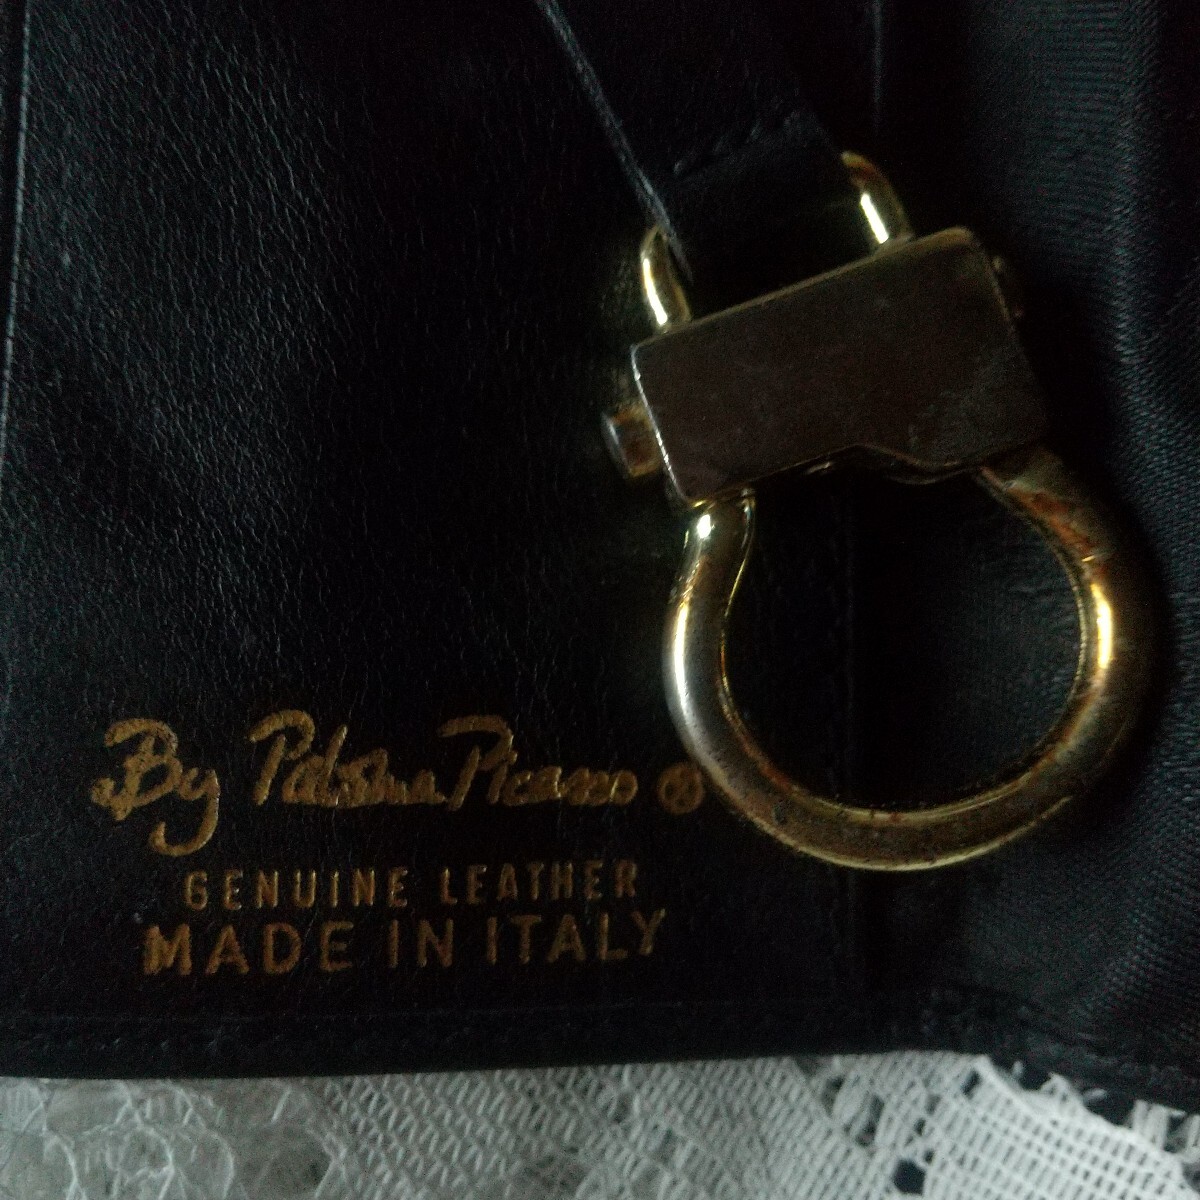 By Paloma Picasso ®
GENUINE LEATHER
MADE IN ITALY